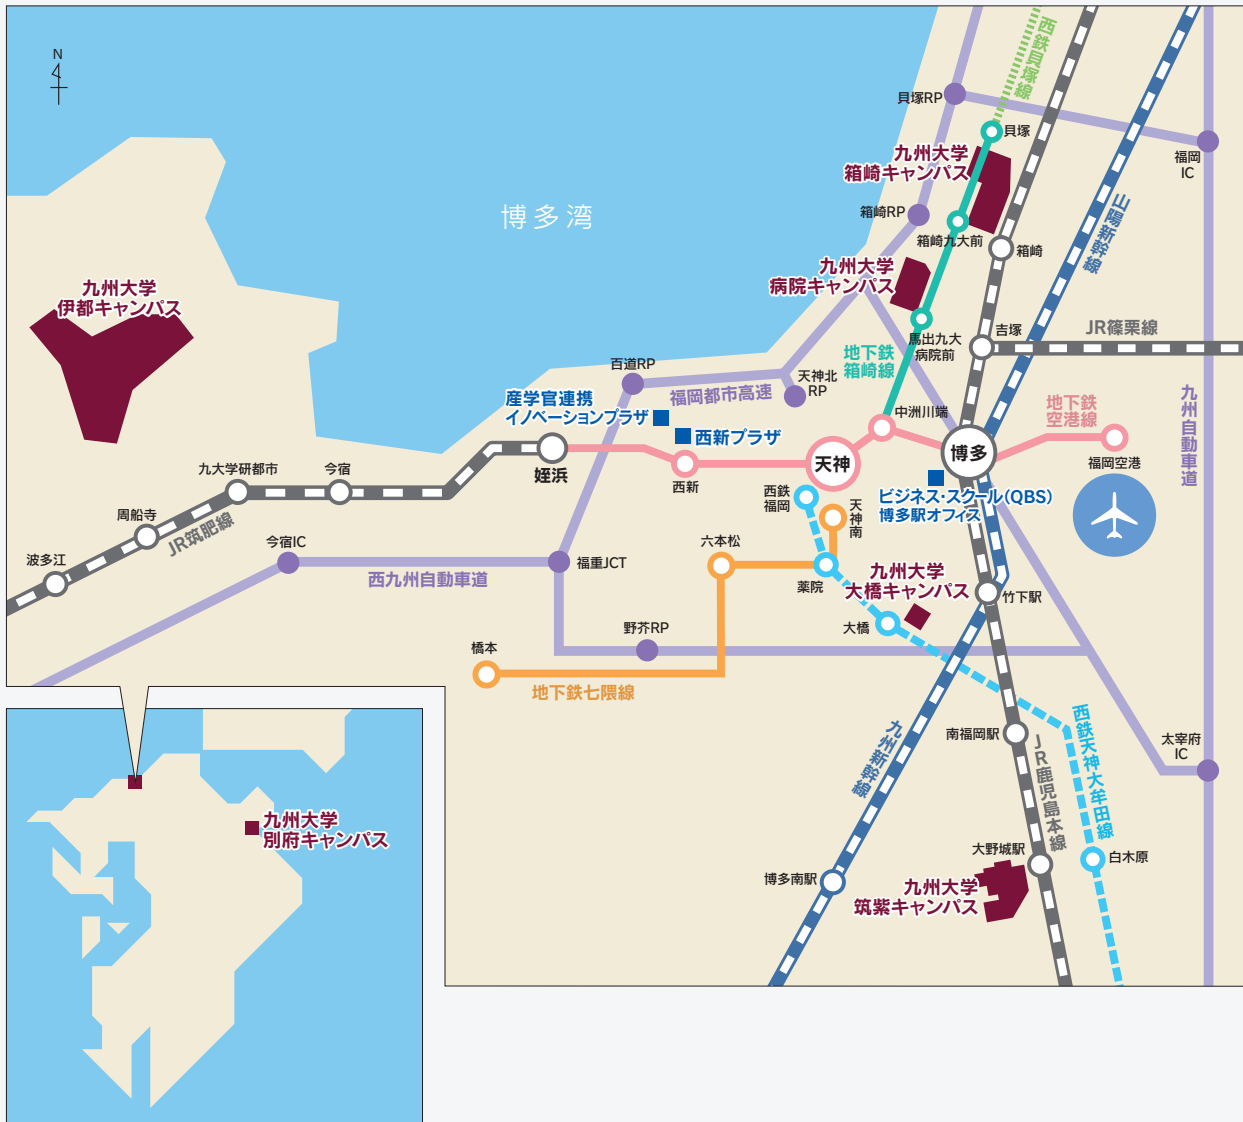 N
西鉄貝塚線
貝塚RP
貝塚
九州大学
箱崎キャンパス
福岡
IC
箱崎RP
箱崎九大前
箱崎
山陽新幹線
博多湾
九州大学
病院キャンパス
九州大学
伊都キャンパス
馬出九大
病院前
吉塚
JR篠栗線
地下鉄
箱崎線
百道RP
天神北
RP
福岡都市高速
産学官連携
イノベーションプラザ
西新プラザ
中洲川端
地下鉄
空港線
九州自動車道
姪浜
西新
天神
博多
福岡空港
九大学研都市
今宿
周船寺
波多江
JR筑肥線
西鉄
福岡
天神南
ビジネス・スクール(QBS)
博多駅オフィス
今宿IC
西九州自動車道
福重JCT
六本松
薬院
九州大学
大橋キャンパス
竹下駅
大橋
野芥RP
橋本
地下鉄七隈線
九州新幹線
南福岡駅
JR鹿児島本線
西鉄天神大牟田線
太宰府
IC
大野城駅
白木原
博多南駅
九州大学
筑紫キャンパス
九州大学
別府キャンパス